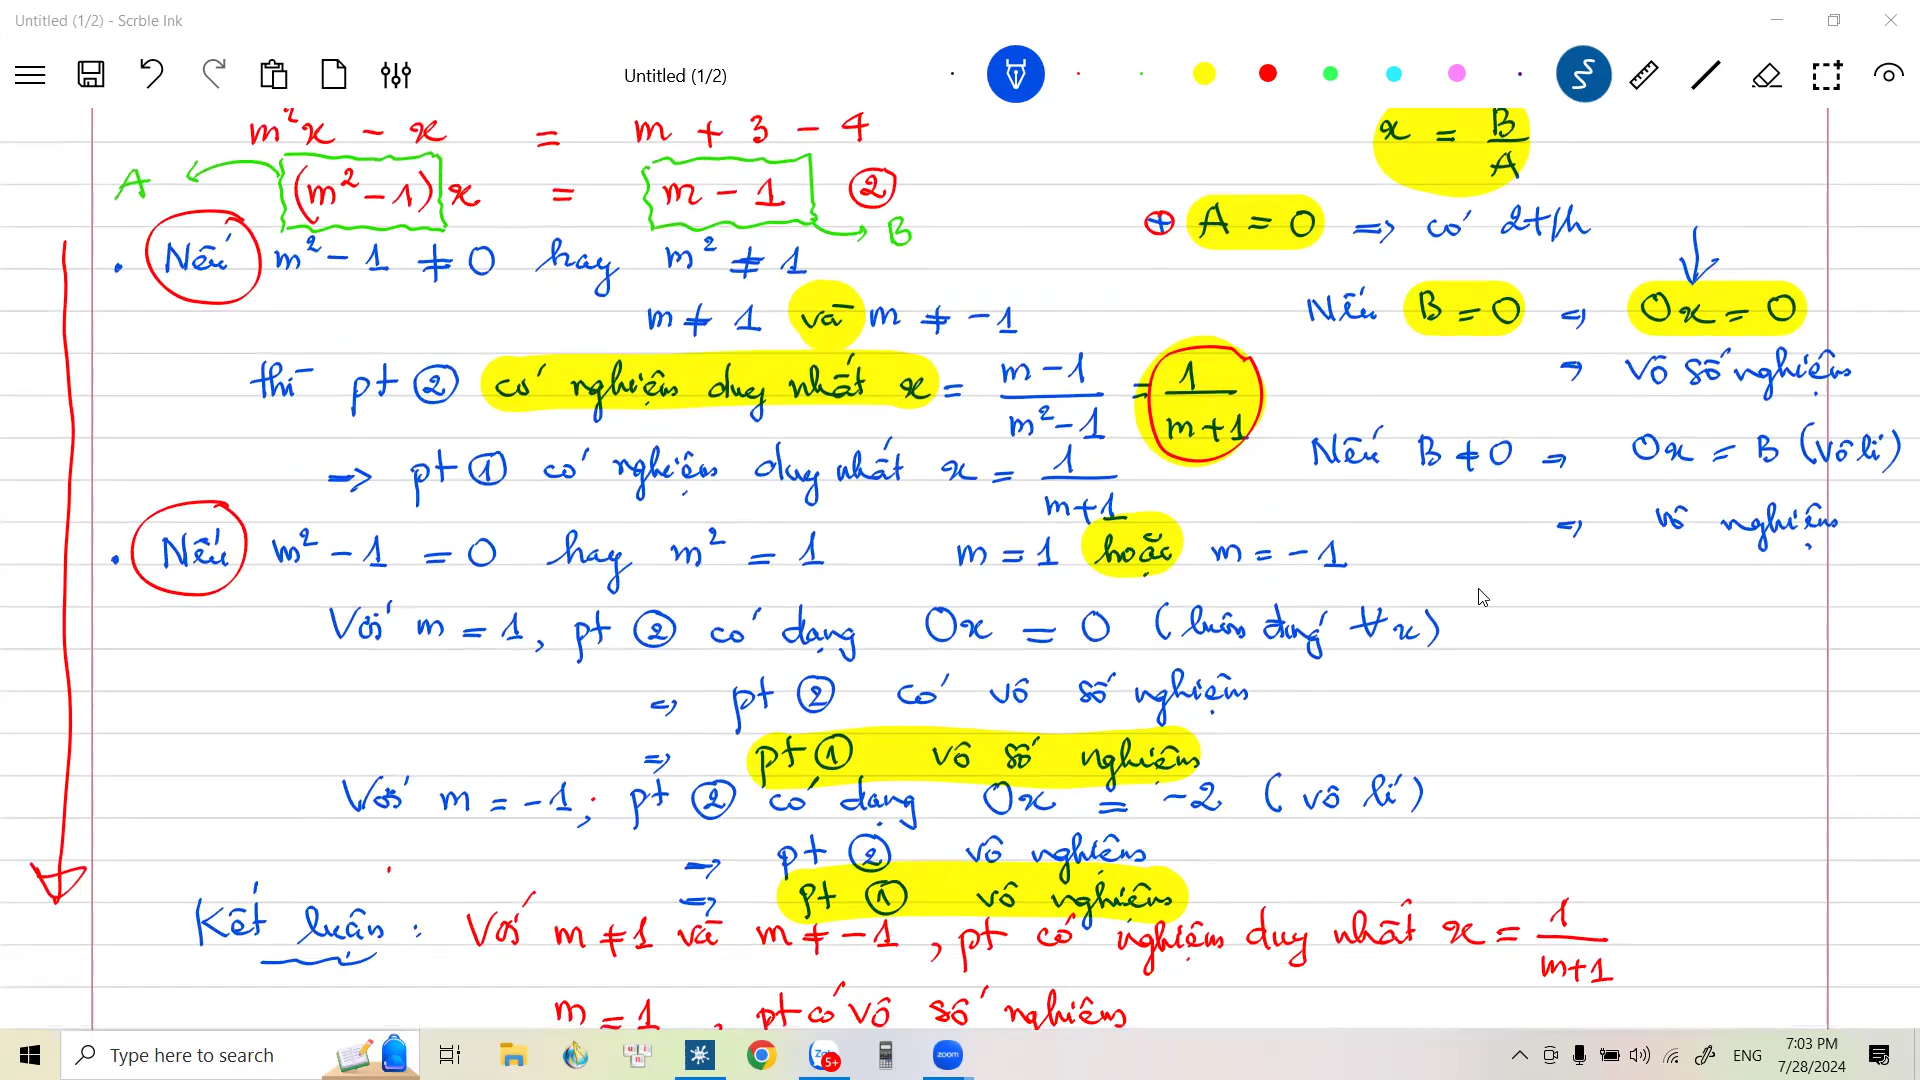 Untitled (1/2) - Scrble Ink
Untitled (1/2)
m²x - x = m + 3 - 4
A (m² - 1) x = m - 1 ② B
• Nếu m² - 1 ≠ 0 hay m² ≠ 1
m ≠ 1 và m ≠ -1
thì pt ② có nghiệm duy nhất x = (m - 1)/(m² - 1) = 1/(m+1)
=> pt ① có nghiệm duy nhất x = 1/(m+1)
• Nếu m² - 1 = 0 hay m² = 1 m = 1 hoặc m = -1
Với m = 1, pt ② có dạng 0x = 0 (luôn đúng ∀x)
=> pt ② có vô số nghiệm
=> pt ① vô số nghiệm
Với m = -1; pt ② có dạng 0x = -2 (vô lí)
=> pt ② vô nghiệm
=> pt ① vô nghiệm
Kết luận : Với m ≠ 1 và m ≠ -1, pt có nghiệm duy nhất x = 1/(m+1)
m = 1, pt có vô số nghiệm
x = B/A
⊕ A = 0 => có 2t/h
Nếu B = 0 => 0x = 0
=> vô số nghiệm
Nếu B ≠ 0 => 0x = B (vô lí)
=> vô nghiệm
Type here to search
Zalo 5+
zoom
ENG
7:03 PM
7/28/2024